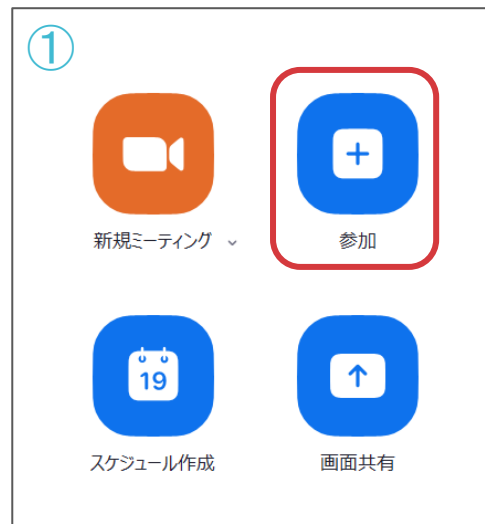 ①
新規ミーティング
参加
19
スケジュール作成
画面共有